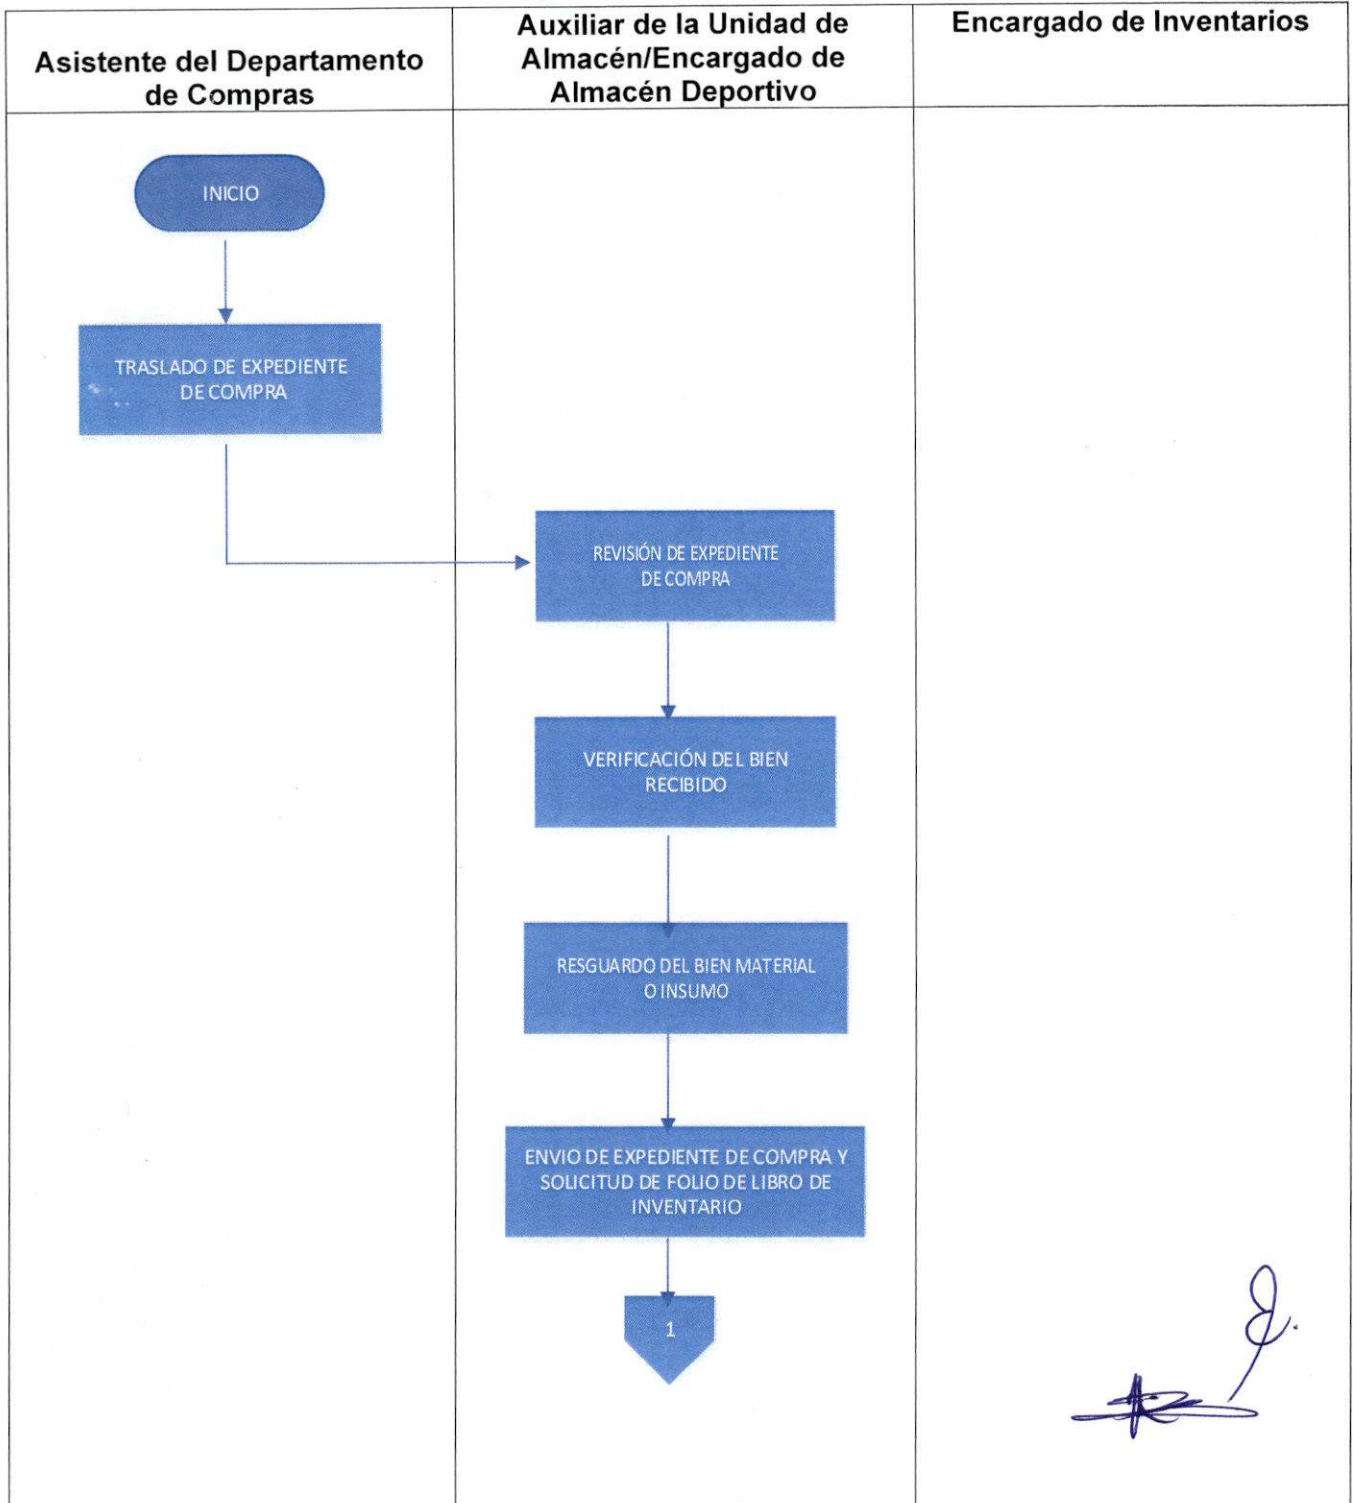 Asistente del Departamento
de Compras
Auxiliar de la Unidad de
Almacén/Encargado de
Almacén Deportivo
Encargado de Inventarios
INICIO
TRASLADO DE EXPEDIENTE
DE COMPRA
REVISIÓN DE EXPEDIENTE
DE COMPRA
VERIFICACIÓN DEL BIEN
RECIBIDO
RESGUARDO DEL BIEN MATERIAL
O INSUMO
ENVIO DE EXPEDIENTE DE COMPRA Y
SOLICITUD DE FOLIO DE LIBRO DE
INVENTARIO
1